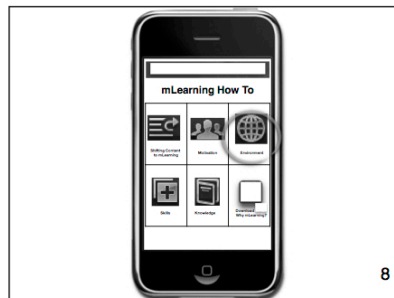 mLearning How To
Shifting Content
to mLearning
Motivation
Environment
Skills
Knowledge
Download
Why mLearning?
8